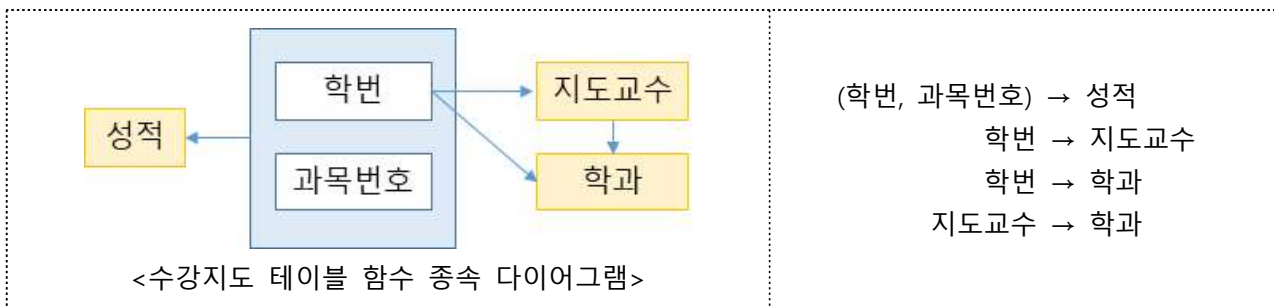 학번
지도교수
성적
과목번호
학과
<수강지도 테이블 함수 종속 다이어그램>
(학번, 과목번호) → 성적
학번 → 지도교수
학번 → 학과
지도교수 → 학과